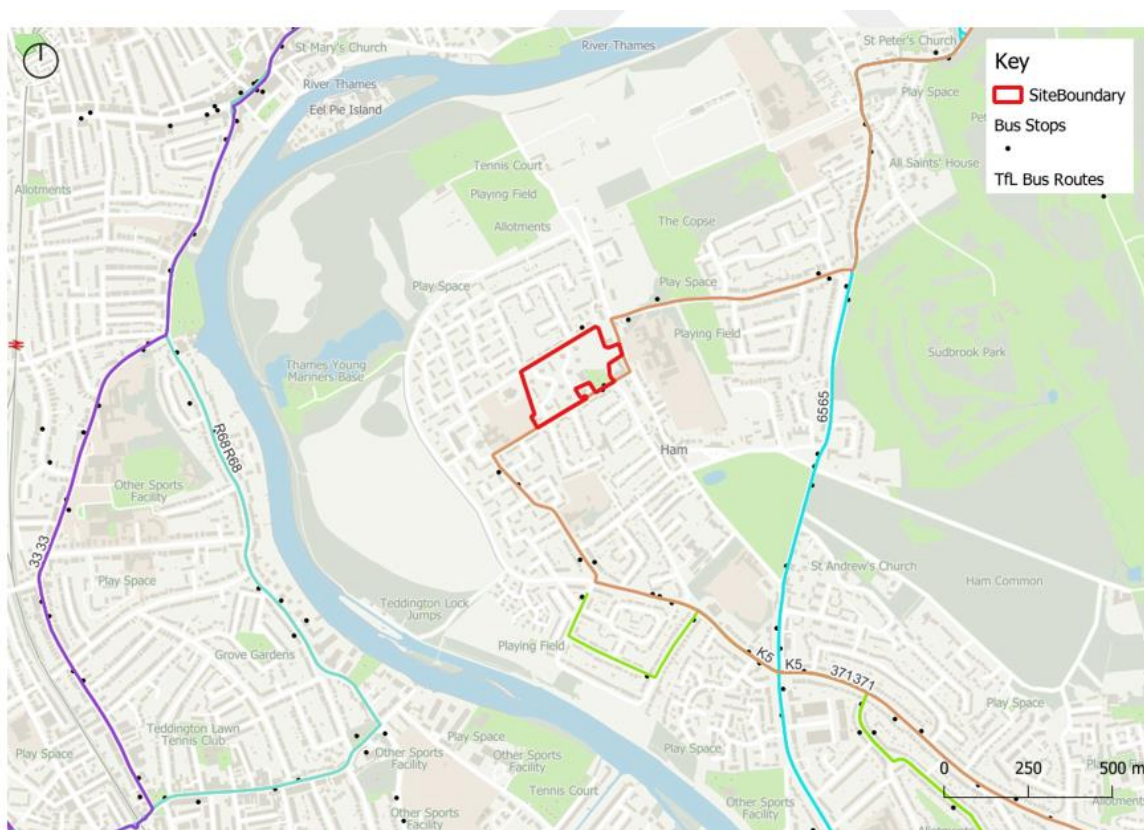 St Mary's Church
River Thames
St Peter's Church
Key
SiteBoundary
Bus Stops
TfL Bus Routes
River Thames
Eel Pie Island
Play Space
All Saints' House
Tennis Court
Playing Field
Allotments
Allotments
The Copse
Play Space
Play Space
Playing Field
Thames Young
Mariners Base
Sudbrook Park
6565
R68R68
Ham
Other Sports
Facility
33 33
St Andrew's Church
Ham Common
Play Space
Teddington Lock
Jumps
Playing Field
Grove Gardens
K5
K5
371371
Play Space
Teddington Lawn
Tennis Club
Play Space
Other Sports
Facility
Play Space
Other Sports
Facility
Tennis Court
Other Sports
Facility
Play Space
Other Sports
Facility
Allotments
0 250 500 m